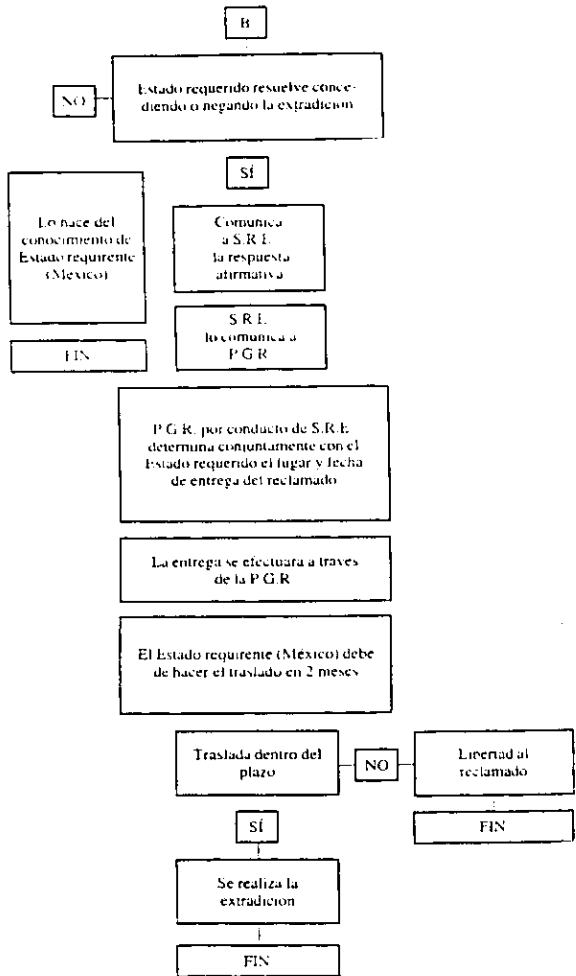 B
NO
Estado requerido resuelve conce-
diendo o negando la extradicion
SÍ
Lo hace del
conocimiento de
Estado requirente
(México)
FIN
Comunica
a S.R.E.
la respuesta
afirmativa
S R E.
lo comunica a
P G R
P G.R. por conducto de S.R.E
determina conjuntamente con el
Estado requerido el lugar y fecha
de entrega del reclamado
La entrega se efectuara a traves
de la P G.R
El Estado requirente (México) debe
de hacer el traslado en 2 meses
Traslada dentro del
plazo
NO
Libertad al
reclamado
FIN
SÍ
Se realiza la
extradicion
FIN